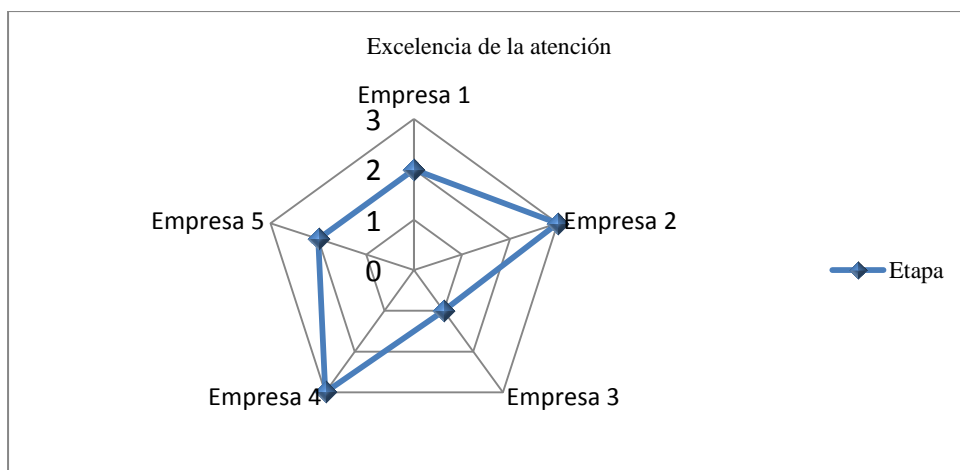 Excelencia de la atención
Empresa 1
3
2
1
0
Empresa 2
Empresa 3
Empresa 4
Empresa 5
Etapa